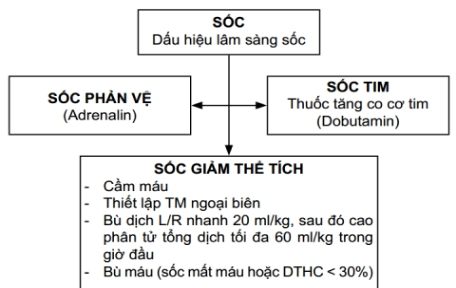 SỐC
Dấu hiệu lâm sàng sốc
SỐC PHẢN VỆ
(Adrenalin)
SỐC TIM
Thuốc tăng co cơ tim
(Dobutamin)
SỐC GIẢM THỂ TÍCH
- Cầm máu
- Thiết lập TM ngoại biên
- Bù dịch L/R nhanh 20 ml/kg, sau đó cao
phân tử tổng dịch tối đa 60 ml/kg trong
giờ đầu
- Bù máu (sốc mất máu hoặc DTHC < 30%)